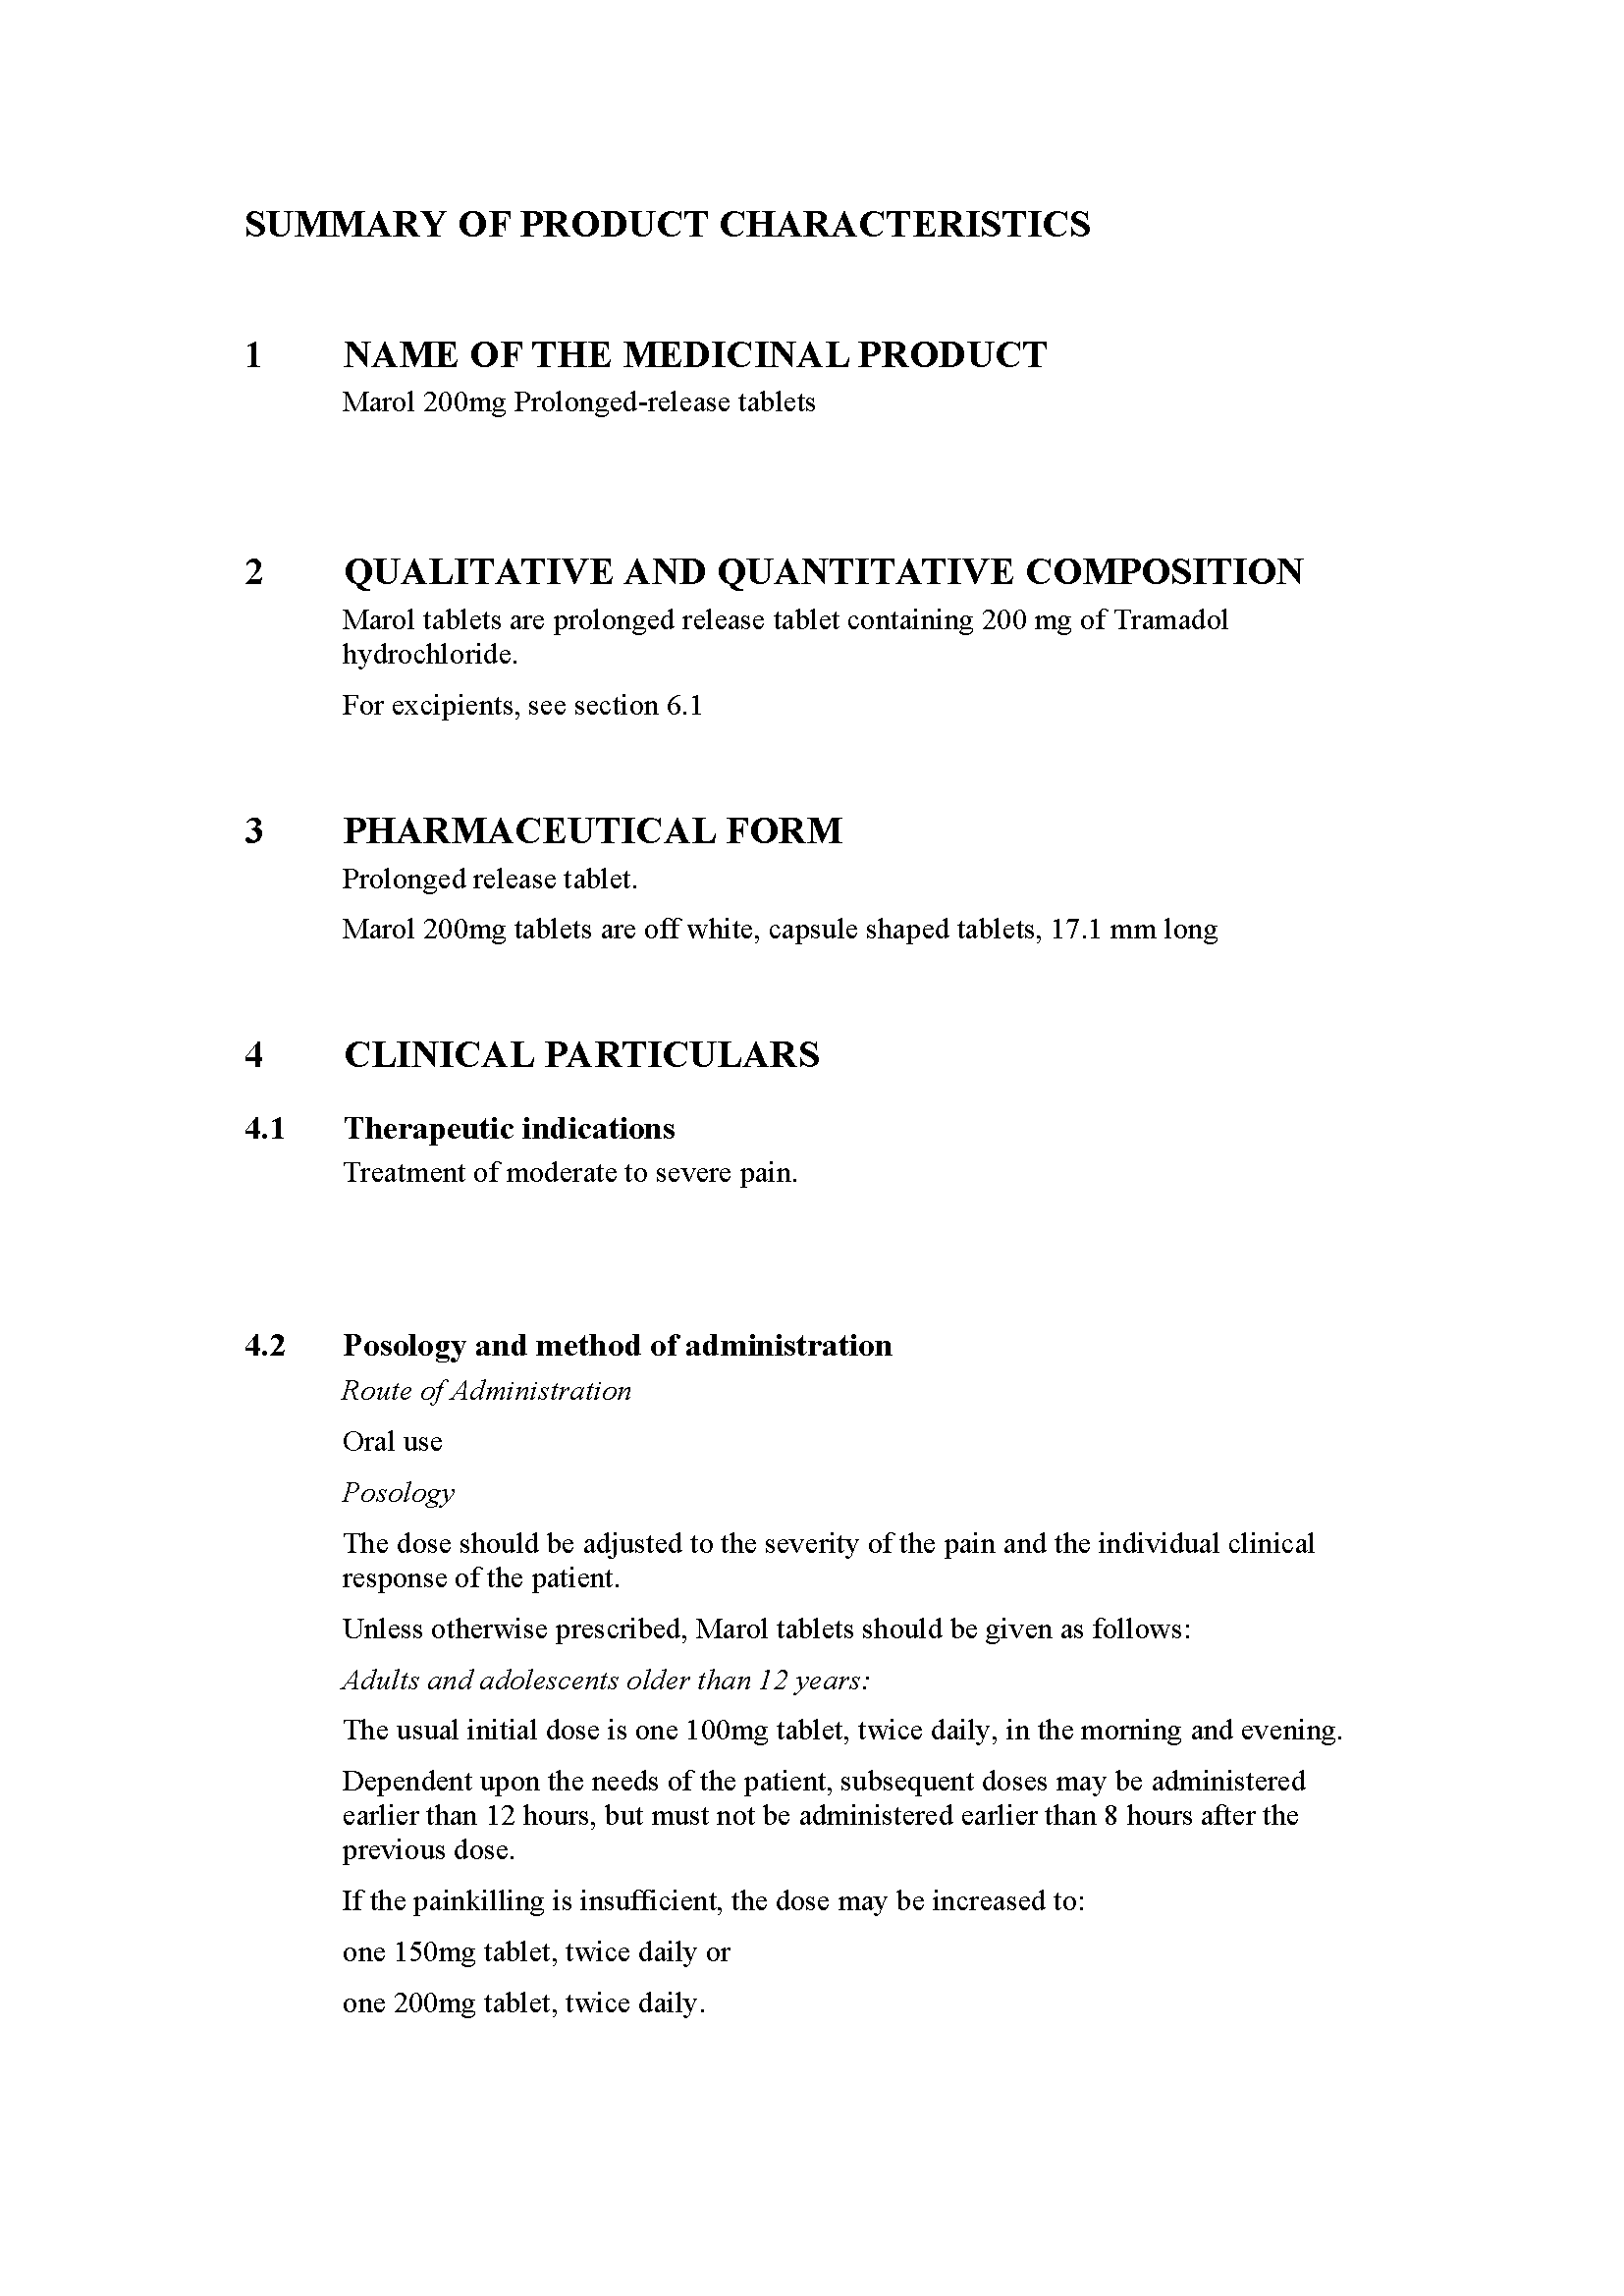 SUMMARY OF PRODUCT CHARACTERISTICS
1 NAME OF THE MEDICINAL PRODUCT
Marol 200mg Prolonged-release tablets
2 QUALITATIVE AND QUANTITATIVE COMPOSITION
Marol tablets are prolonged release tablet containing 200 mg of Tramadol
hydrochloride.
For excipients, see section 6.1
3 PHARMACEUTICAL FORM
Prolonged release tablet.
Marol 200mg tablets are off white, capsule shaped tablets, 17.1 mm long
4 CLINICAL PARTICULARS
4.1 Therapeutic indications
Treatment of moderate to severe pain.
4.2 Posology and method of administration
Route of Administration
Oral use
Posology
The dose should be adjusted to the severity of the pain and the individual clinical
response of the patient.
Unless otherwise prescribed, Marol tablets should be given as follows:
Adults and adolescents older than 12 years:
The usual initial dose is one 100mg tablet, twice daily, in the morning and evening.
Dependent upon the needs of the patient, subsequent doses may be administered
earlier than 12 hours, but must not be administered earlier than 8 hours after the
previous dose.
If the painkilling is insufficient, the dose may be increased to:
one 150mg tablet, twice daily or
one 200mg tablet, twice daily.